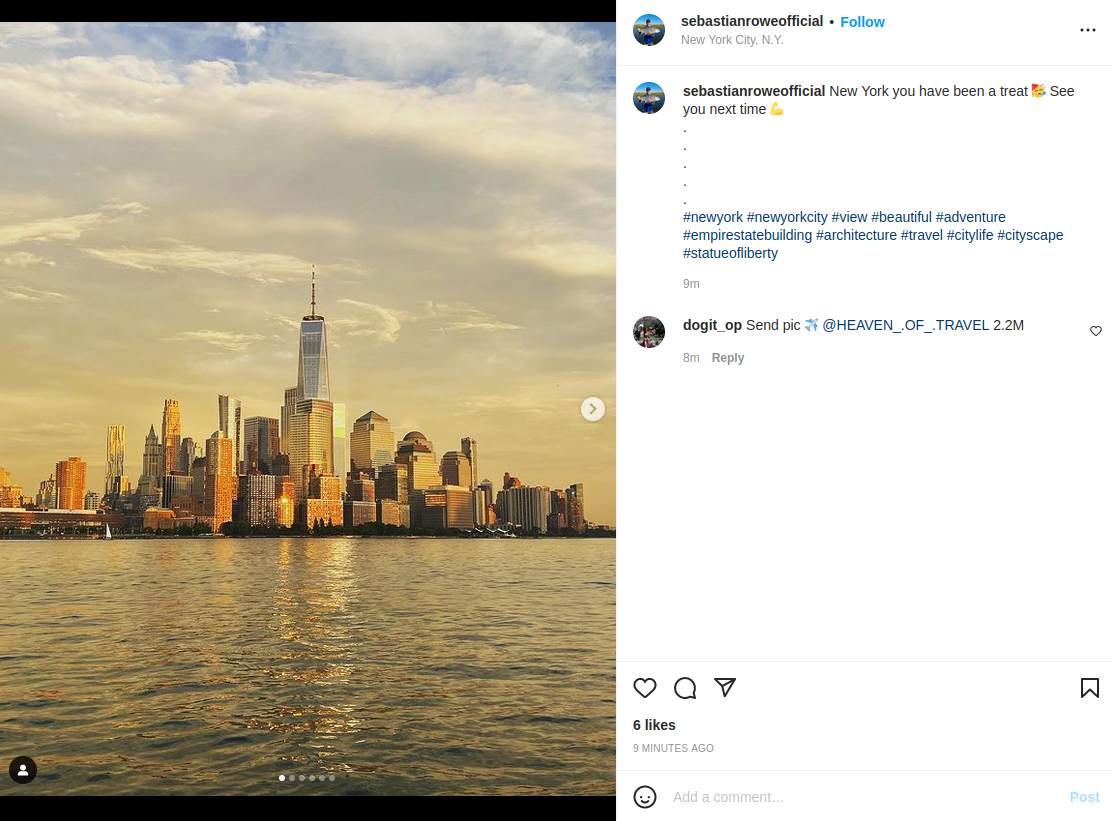 sebastianroweofficial • Follow
New York City, N.Y.
sebastianroweofficial New York you have been a treat 🥳 See
you next time 💪
.
.
.
.
.
#newyork #newyorkcity #view #beautiful #adventure
#empirestatebuilding #architecture #travel #citylife #cityscape
#statueofliberty
9m
dogit_op Send pic ✈️ @HEAVEN_.OF_.TRAVEL 2.2M
8m Reply
6 likes
9 MINUTES AGO
Add a comment… Post